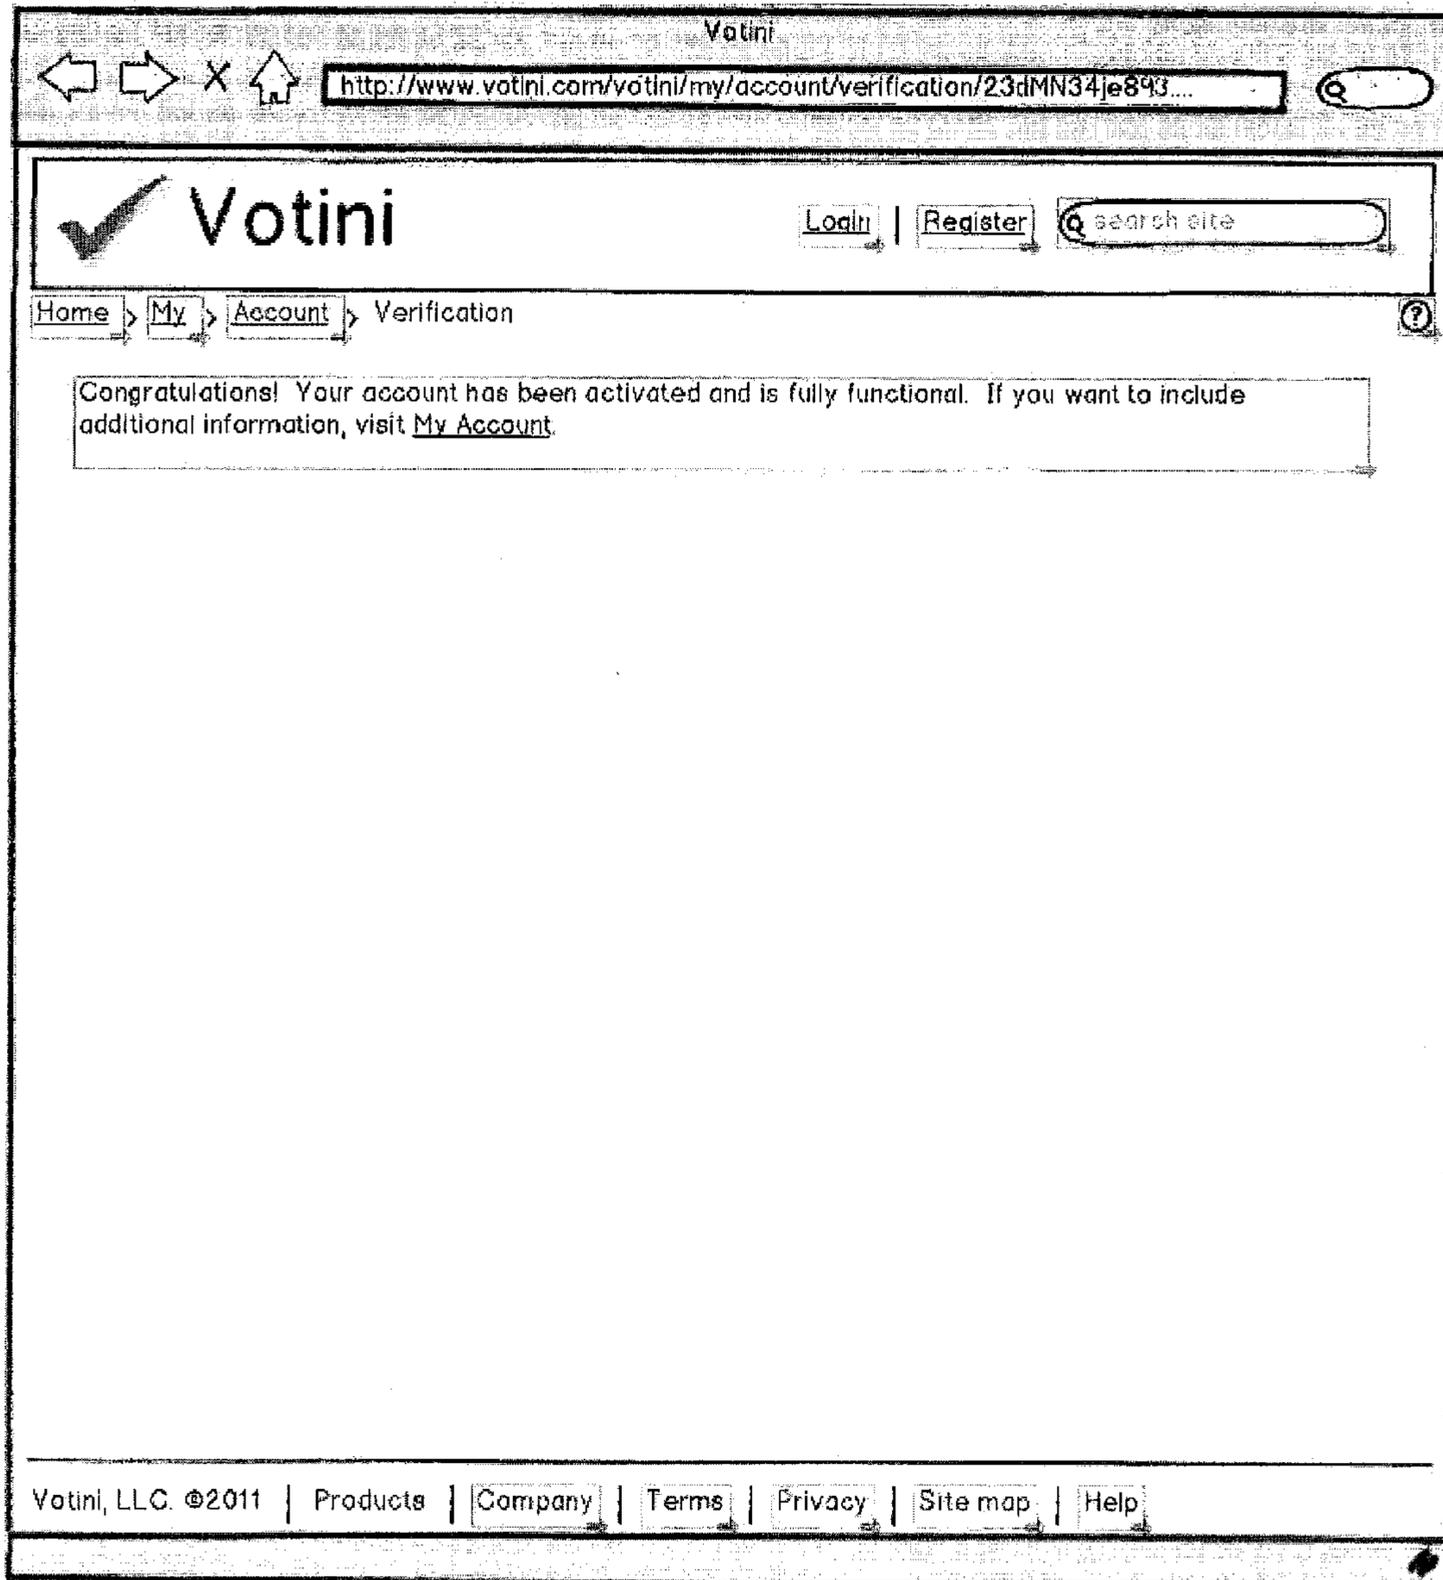 Votini
http://www.votini.com/votini/my/account/verification/23dMN34je893....
Votini
Login | Register search site
Home > My > Account > Verification
Congratulations! Your account has been activated and is fully functional. If you want to include
additional information, visit My Account.
Votini, LLC. ©2011 | Products | Company | Terms | Privacy | Site map | Help